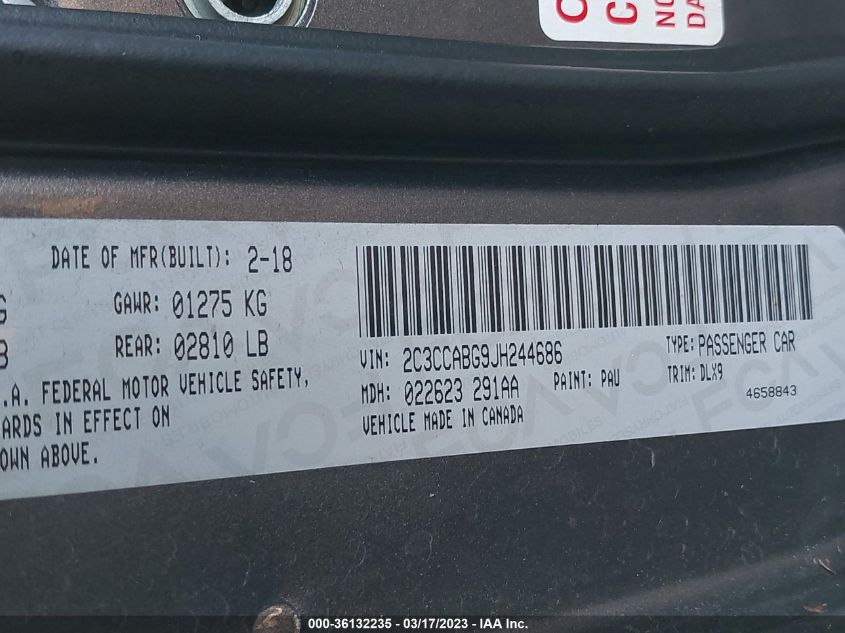 DATE OF MFR(BUILT): 2-18
GAWR: 01275 KG
REAR: 02810 LB
.A. FEDERAL MOTOR VEHICLE SAFETY,
ARDS IN EFFECT ON
OWN ABOVE.
VIN: 2C3CCABG9JH244686
TYPE: PASSENGER CAR
MDH: 022623 291AA
PAINT: PAU
TRIM: DLX9
VEHICLE MADE IN CANADA
4658843
000-36132235 - 03/17/2023 - IAA Inc.